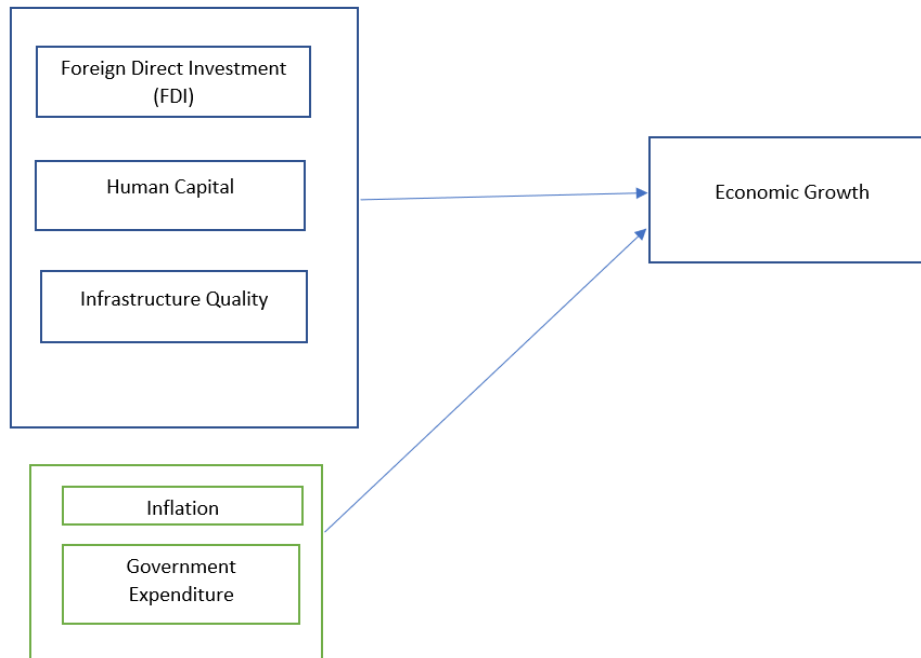 Foreign Direct Investment
(FDI)
Human Capital
Infrastructure Quality
Economic Growth
Inflation
Government
Expenditure